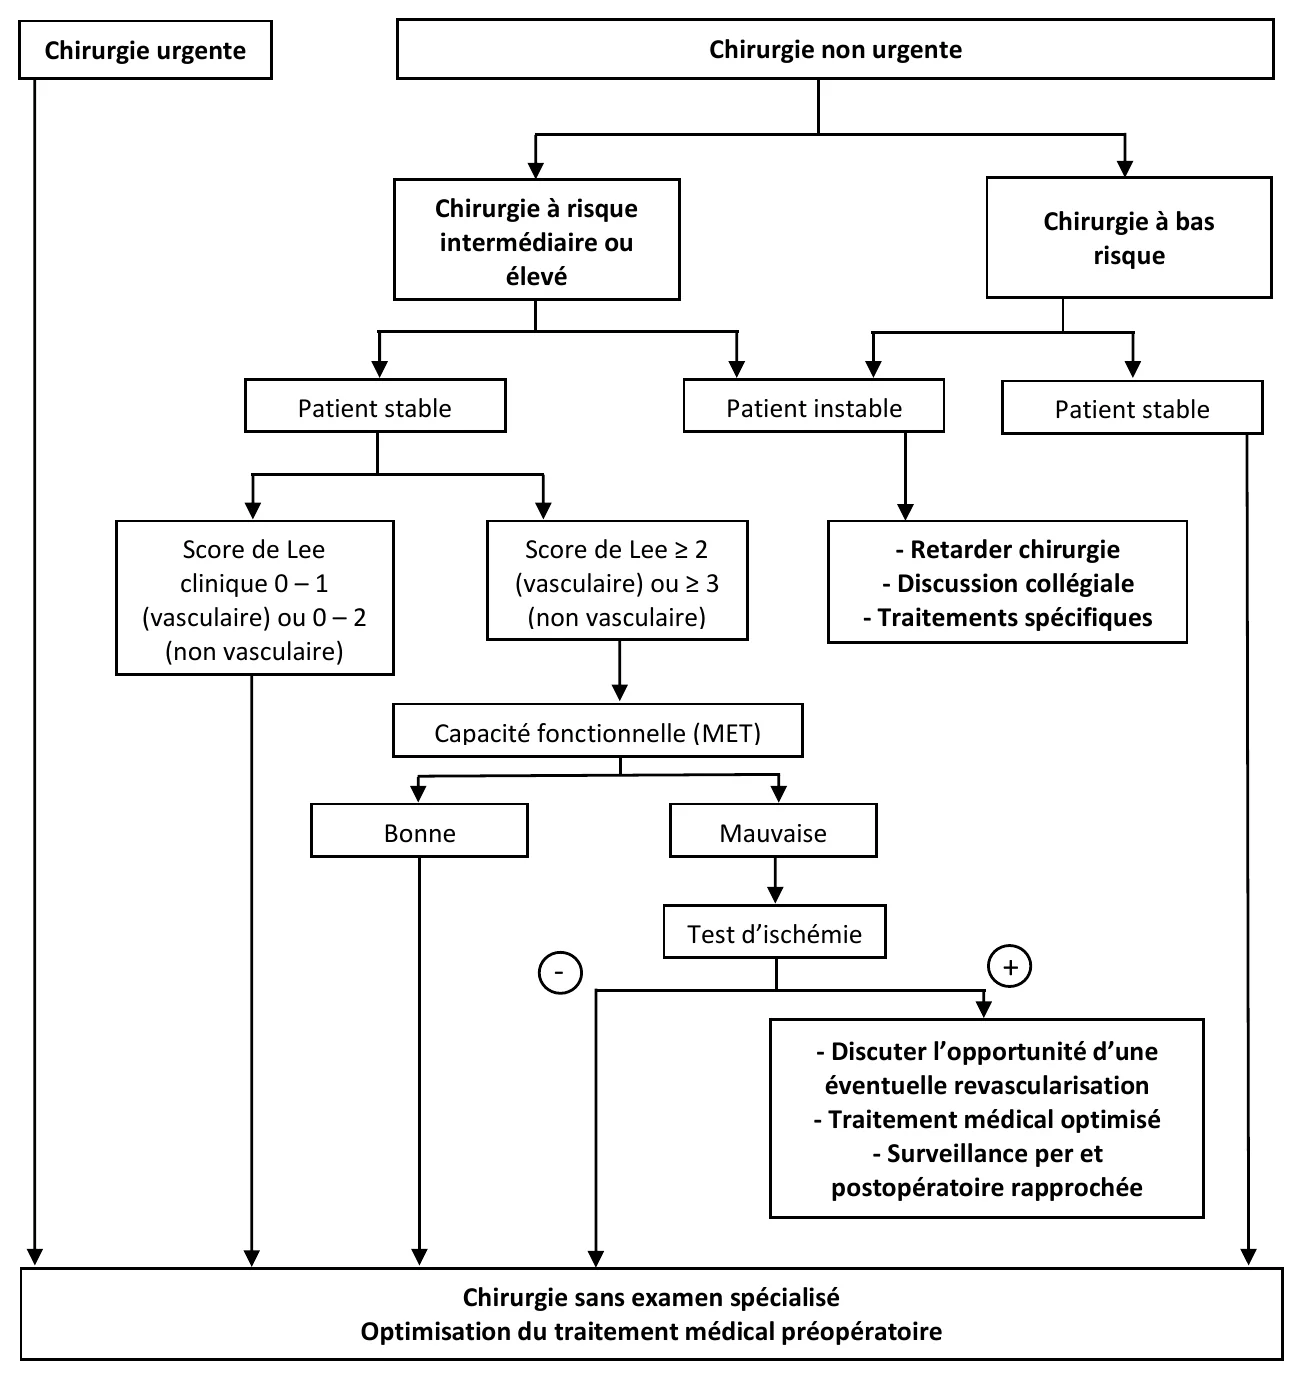 Chirurgie urgente
Chirurgie non urgente
Chirurgie à risque
intermédiaire ou
élevé
Chirurgie à bas
risque
Patient stable
Patient instable
Patient stable
Score de Lee
clinique 0 – 1
(vasculaire) ou 0 – 2
(non vasculaire)
Score de Lee ≥ 2
(vasculaire) ou ≥ 3
(non vasculaire)
- Retarder chirurgie
- Discussion collégiale
- Traitements spécifiques
Capacité fonctionnelle (MET)
Bonne
Mauvaise
Test d’ischémie
-
+
- Discuter l’opportunité d’une
éventuelle revascularisation
- Traitement médical optimisé
- Surveillance per et
postopératoire rapprochée
Chirurgie sans examen spécialisé
Optimisation du traitement médical préopératoire